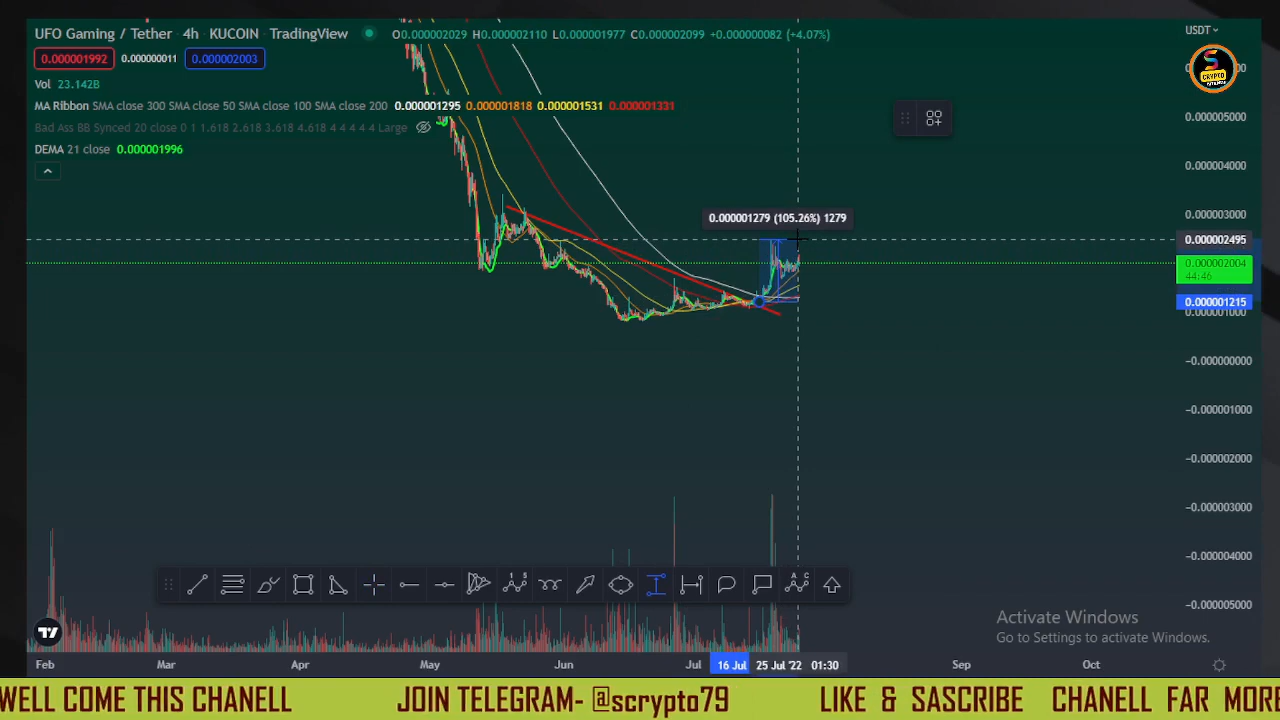 UFO Gaming / Tether 4h KUCOIN TradingView O0.000002029 H0.000002110 L0.000001977 C0.000002099 +0.000000082 (+4.07%)
USDT
0.000001992 0.000000011 0.000002003
Vol 23.142B
MA Ribbon SMA close 300 SMA close 50 SMA close 100 SMA close 200 0.000001295 0.000001818 0.000001531 0.000001331
Bad Ass BB Synced 20 close 0 1 1.618 2.618 3.618 4.618 4 4 4 4 4 Large
DEMA 21 close 0.000001996
CRYPTO
0.000005000
0.000004000
0.000003000
0.000001279 (105.26%) 1279
0.000002495
0.000002004
44:46
0.000001215
0.000001000
−0.000000000
−0.000001000
−0.000002000
−0.000003000
−0.000004000
−0.000005000
Activate Windows
Go to Settings to activate Windows.
Feb Mar Apr May Jun Jul 16 Jul 25 Jul '22 01:30 Sep Oct
WELL COME THIS CHANELL JOIN TELEGRAM- @scrypto79 LIKE & SASCRIBE CHANELL FAR MORE